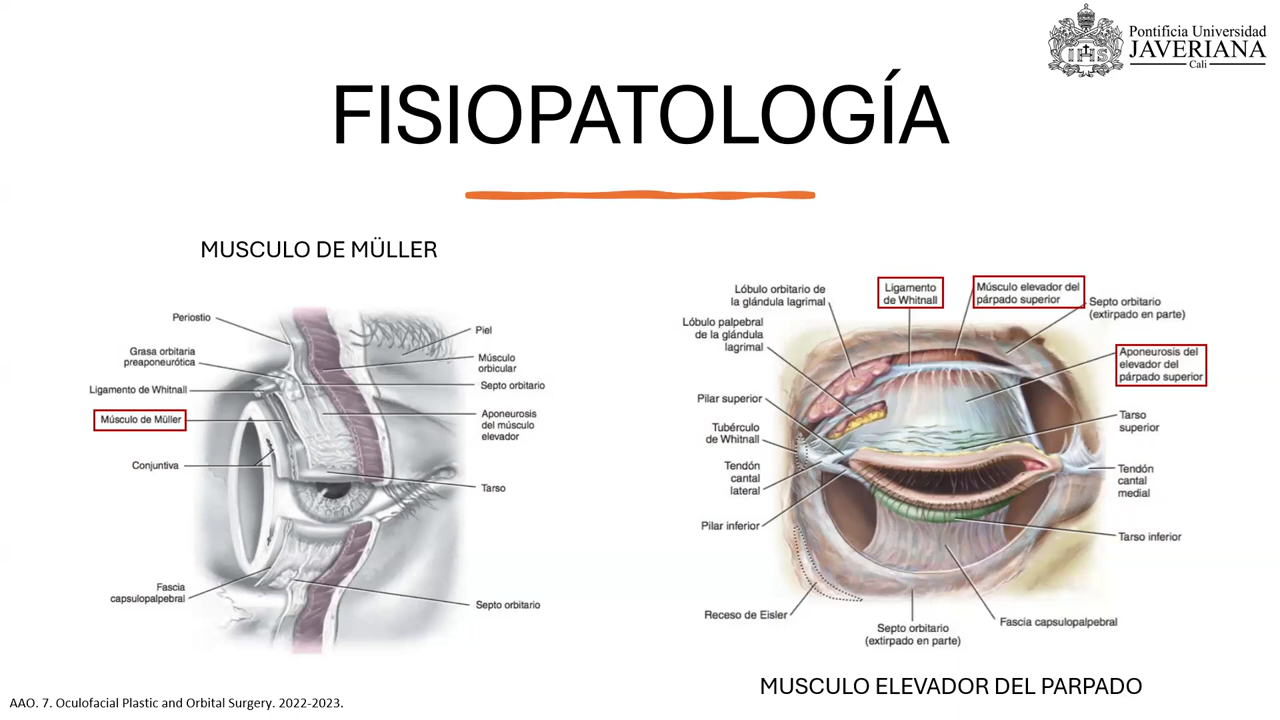 Pontificia Universidad
JAVERIANA
Cali
FISIOPATOLOGÍA
MUSCULO DE MÜLLER
Periostio
Grasa orbitaria
preaponeurótica
Ligamento de Whitnall
Músculo de Müller
Conjuntiva
Fascia
capsulopalpebral
Piel
Músculo
orbicular
Septo orbitario
Aponeurosis
del músculo
elevador
Tarso
Septo orbitario
Lóbulo orbitario de
la glándula lagrimal
Lóbulo palpebral
de la glándula
lagrimal
Pilar superior
Tubérculo
de Whitnall
Tendón
cantal
lateral
Pilar inferior
Receso de Eisler
Ligamento
de Whitnall
Músculo elevador del
párpado superior
Septo orbitario
(extirpado en parte)
Aponeurosis del
elevador del
párpado superior
Tarso
superior
Tendón
cantal
medial
Tarso inferior
Fascia capsulopalpebral
Septo orbitario
(extirpado en parte)
MUSCULO ELEVADOR DEL PARPADO
AAO. 7. Oculofacial Plastic and Orbital Surgery. 2022-2023.